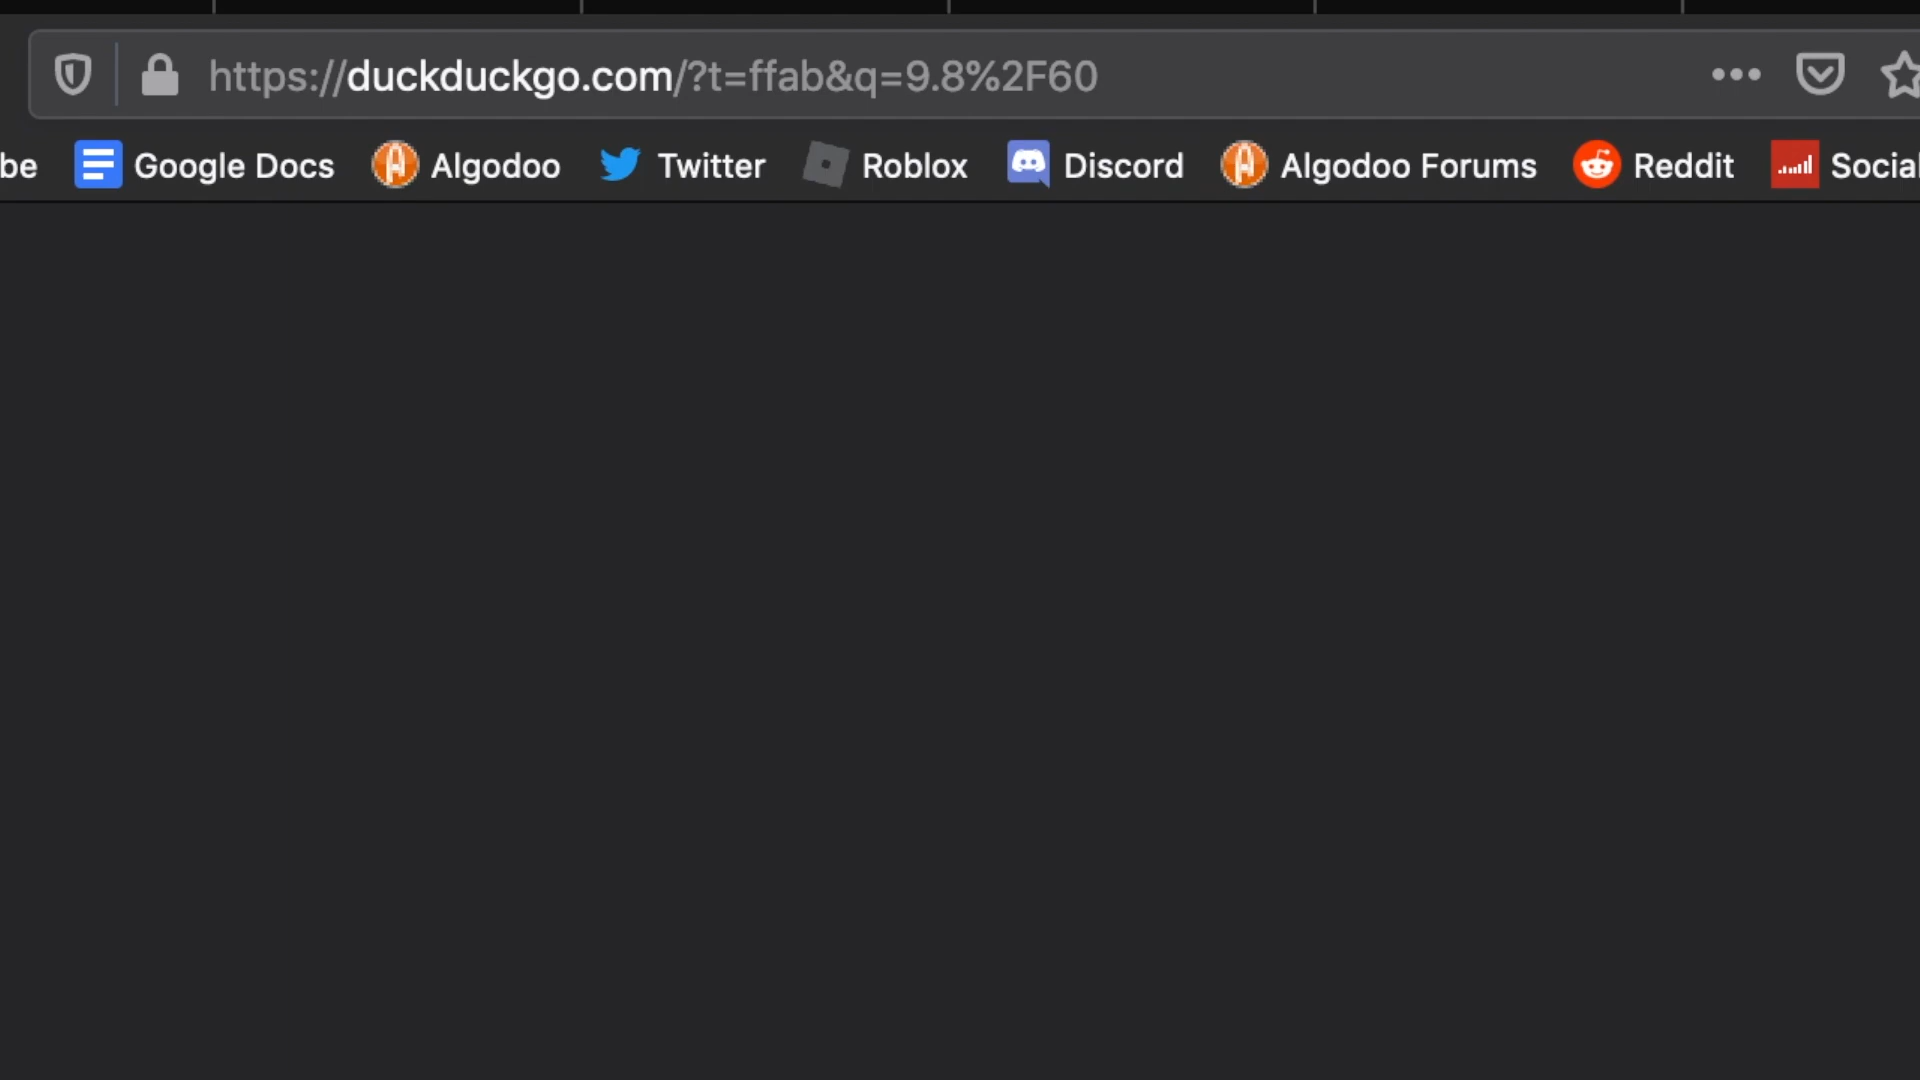 https://duckduckgo.com/?t=ffab&q=9.8%2F60
be Google Docs Algodoo Twitter Roblox Discord Algodoo Forums Reddit Social